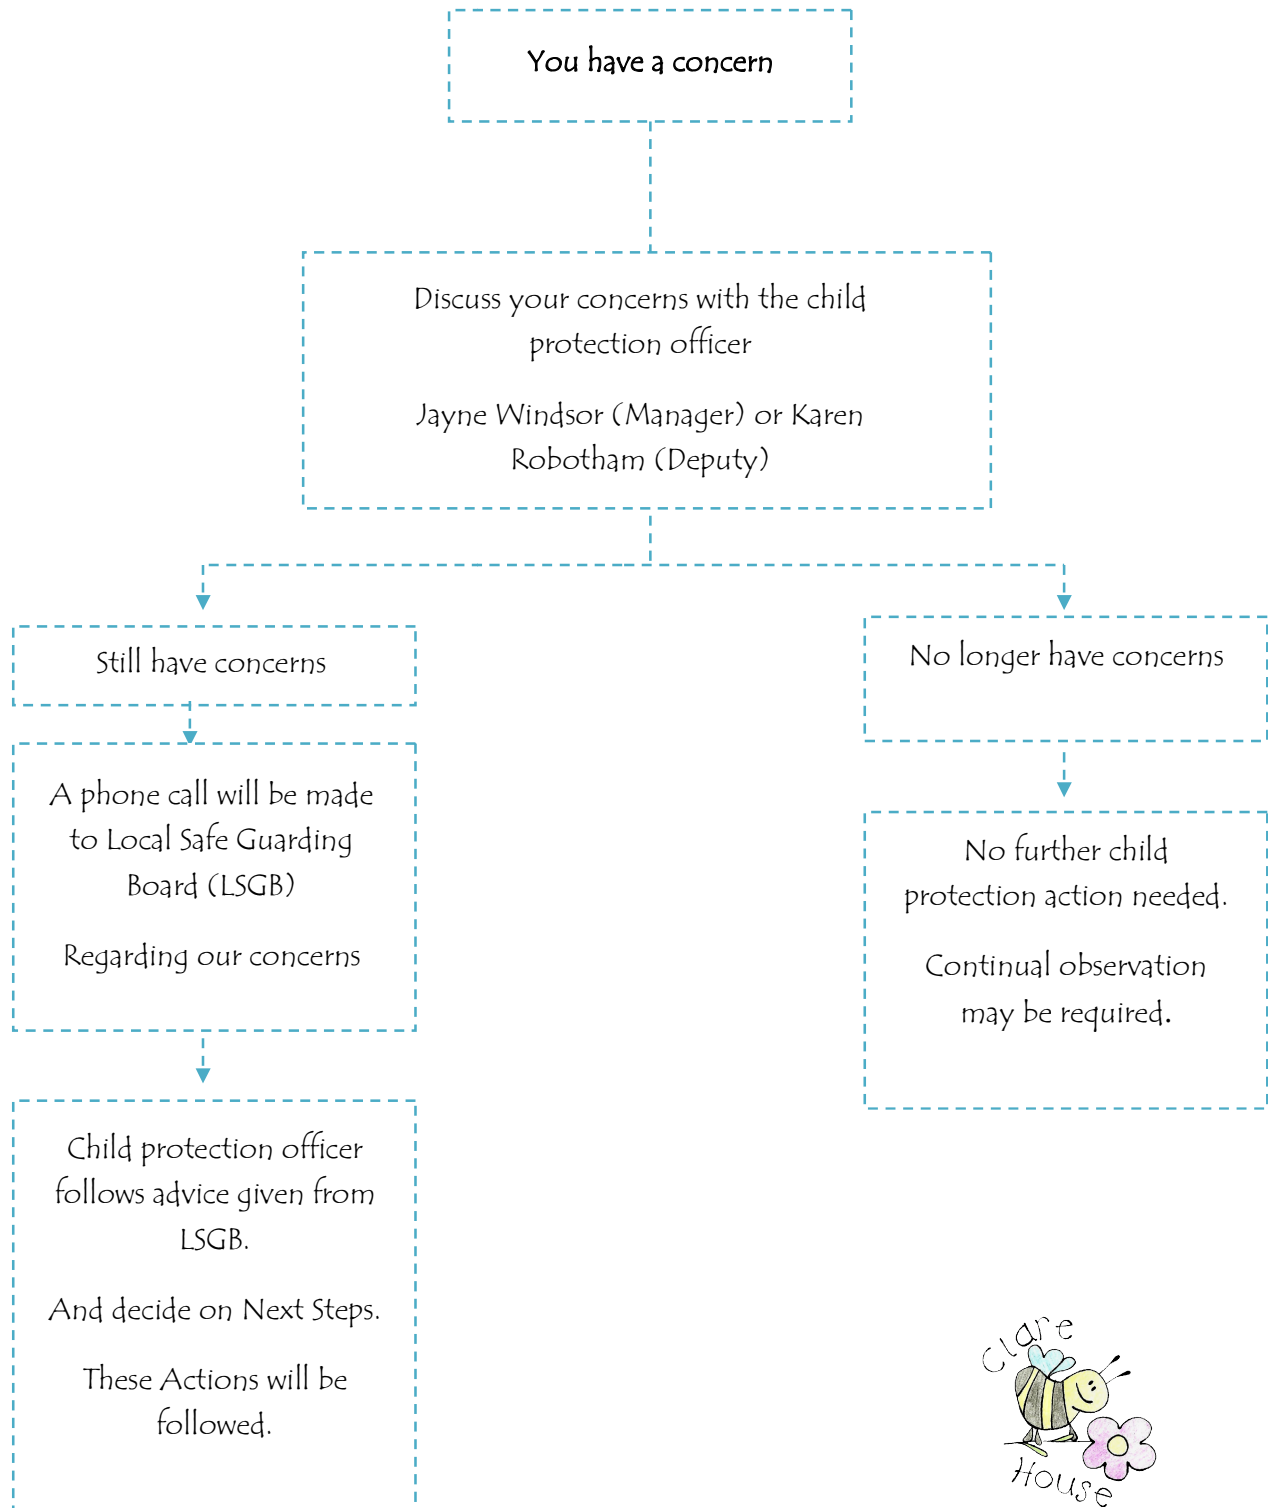 You have a concern
Discuss your concerns with the child
protection officer
Jayne Windsor (Manager) or Karen
Robotham (Deputy)
Still have concerns
No longer have concerns
A phone call will be made
to Local Safe Guarding
Board (LSGB)
Regarding our concerns
No further child
protection action needed.
Continual observation
may be required.
Child protection officer
follows advice given from
LSGB.
And decide on Next Steps.
These Actions will be
followed.
Clare
House